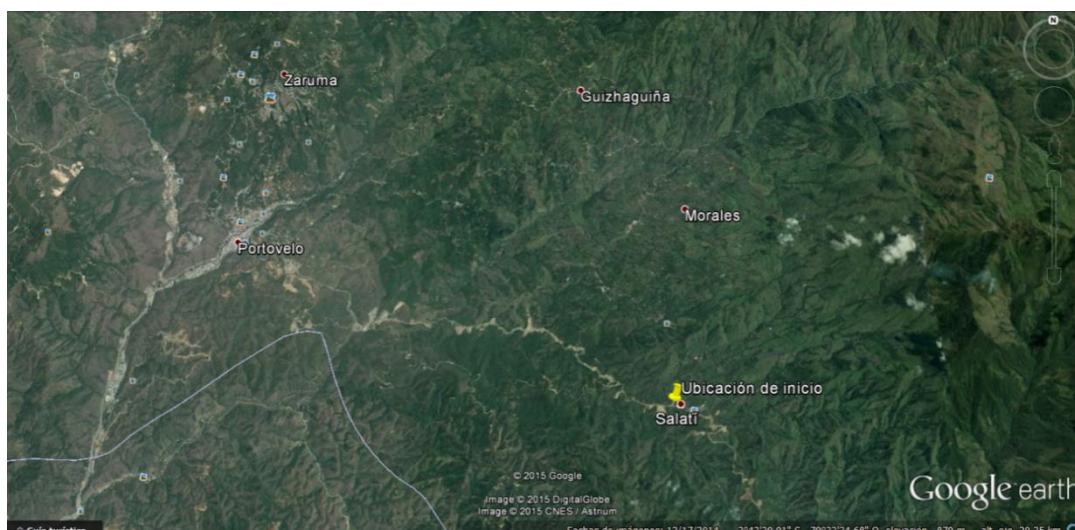 Zaruma
Guizhaguiña
Morales
Portovelo
Ubicación de inicio
Salatí
© 2015 Google
Image © 2015 DigitalGlobe
Image © 2015 CNES / Astrium
Google earth
N